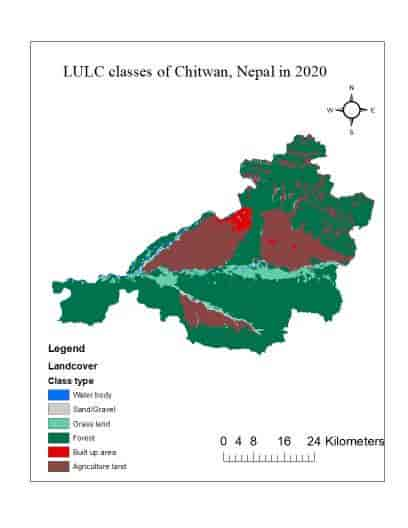 LULC classes of Chitwan, Nepal in 2020
N
W E
S
Legend
Landcover
Class type
Water body
Sand/Gravel
Grass land
Forest
Built up area
Agriculture land
0 4 8 16 24 Kilometers